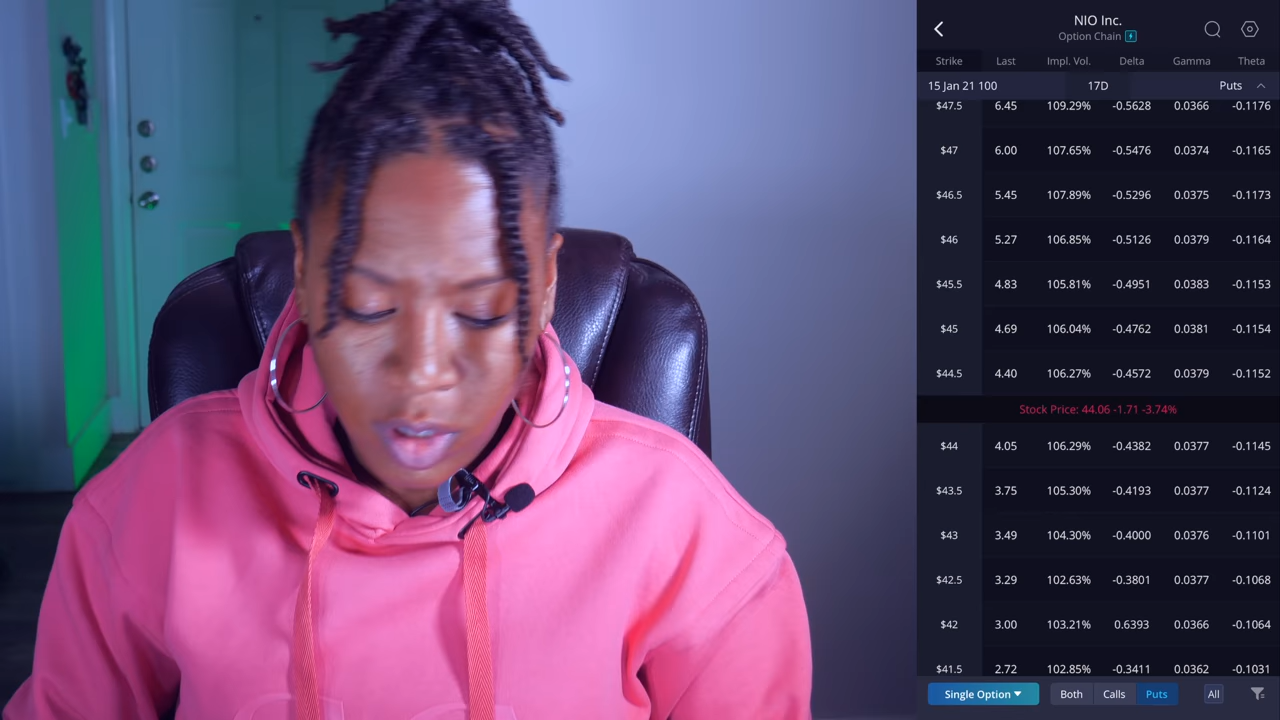 NIO Inc.
Option Chain
Strike Last Impl. Vol. Delta Gamma Theta
15 Jan 21 100 17D Puts
$47.5 6.45 109.29% -0.5628 0.0366 -0.1176
$47 6.00 107.65% -0.5476 0.0374 -0.1165
$46.5 5.45 107.89% -0.5296 0.0375 -0.1173
$46 5.27 106.85% -0.5126 0.0379 -0.1164
$45.5 4.83 105.81% -0.4951 0.0383 -0.1153
$45 4.69 106.04% -0.4762 0.0381 -0.1154
$44.5 4.40 106.27% -0.4572 0.0379 -0.1152
Stock Price: 44.06 -1.71 -3.74%
$44 4.05 106.29% -0.4382 0.0377 -0.1145
$43.5 3.75 105.30% -0.4193 0.0377 -0.1124
$43 3.49 104.30% -0.4000 0.0376 -0.1101
$42.5 3.29 102.63% -0.3801 0.0377 -0.1068
$42 3.00 103.21% 0.6393 0.0366 -0.1064
$41.5 2.72 102.85% -0.3411 0.0362 -0.1031
Single Option Both Calls Puts All